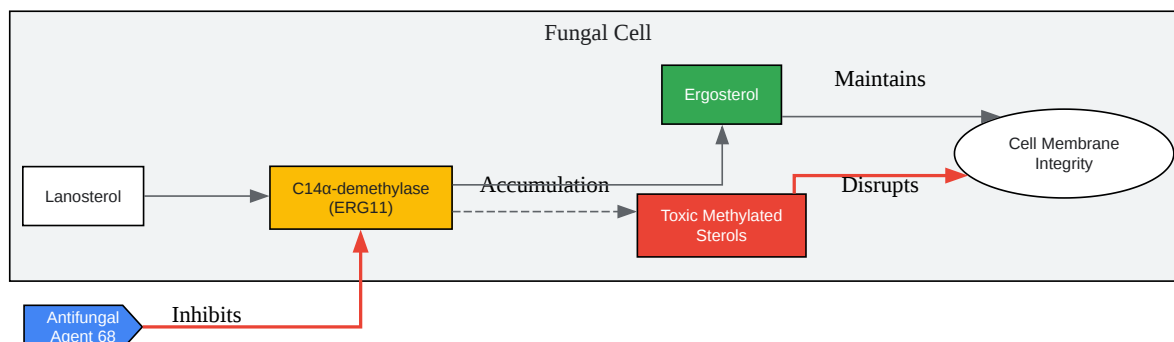 Fungal Cell
Ergosterol
Maintains
Cell Membrane
Integrity
Lanosterol
C14α-demethylase
(ERG11)
Accumulation
Toxic Methylated
Sterols
Disrupts
Antifungal
Agent 68
Inhibits